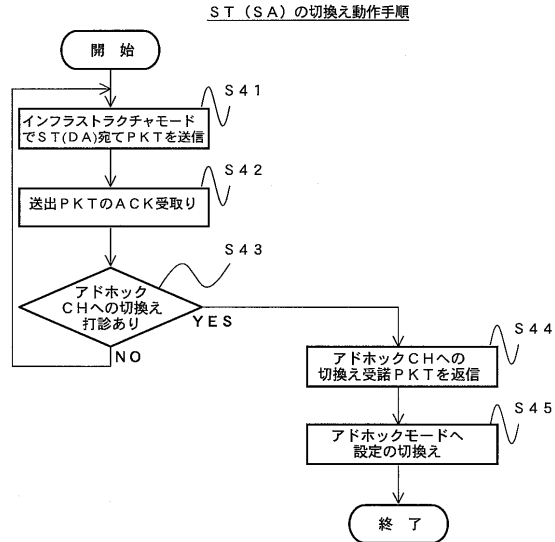 ＳＴ（ＳＡ）の切換え動作手順
開　始
Ｓ４１
インフラストラクチャモード
でＳＴ(ＤＡ)宛てＰＫＴを送信
Ｓ４２
送出ＰＫＴのＡＣＫ受取り
Ｓ４３
アドホック
ＣＨへの切換え
打診あり
ＹＥＳ
ＮＯ
Ｓ４４
アドホックＣＨへの
切換え受諾ＰＫＴを返信
Ｓ４５
アドホックモードへ
設定の切換え
終　了